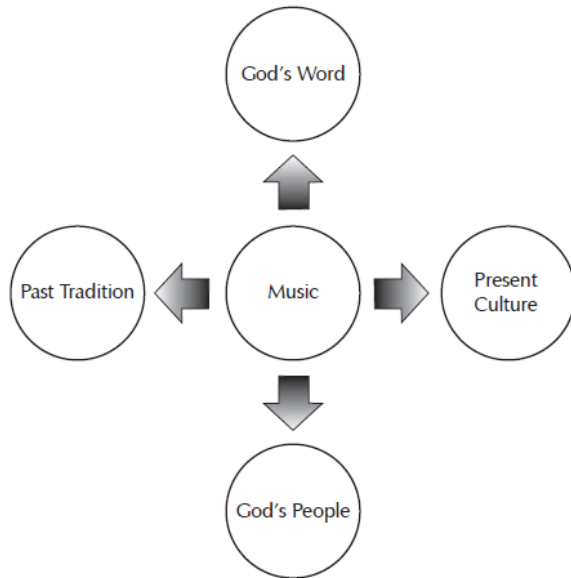 God's Word
Past Tradition
Music
Present
Culture
God's People